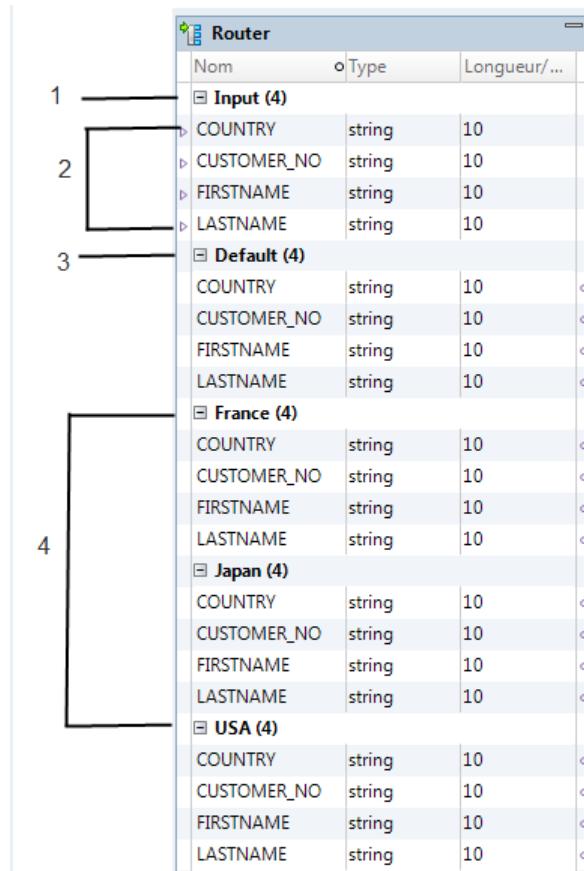 Router
Nom Type Longueur/...
1 Input (4)
COUNTRY string 10
2 CUSTOMER_NO string 10
FIRSTNAME string 10
LASTNAME string 10
3 Default (4)
COUNTRY string 10
CUSTOMER_NO string 10
FIRSTNAME string 10
LASTNAME string 10
France (4)
COUNTRY string 10
CUSTOMER_NO string 10
FIRSTNAME string 10
4 LASTNAME string 10
Japan (4)
COUNTRY string 10
CUSTOMER_NO string 10
FIRSTNAME string 10
LASTNAME string 10
USA (4)
COUNTRY string 10
CUSTOMER_NO string 10
FIRSTNAME string 10
LASTNAME string 10